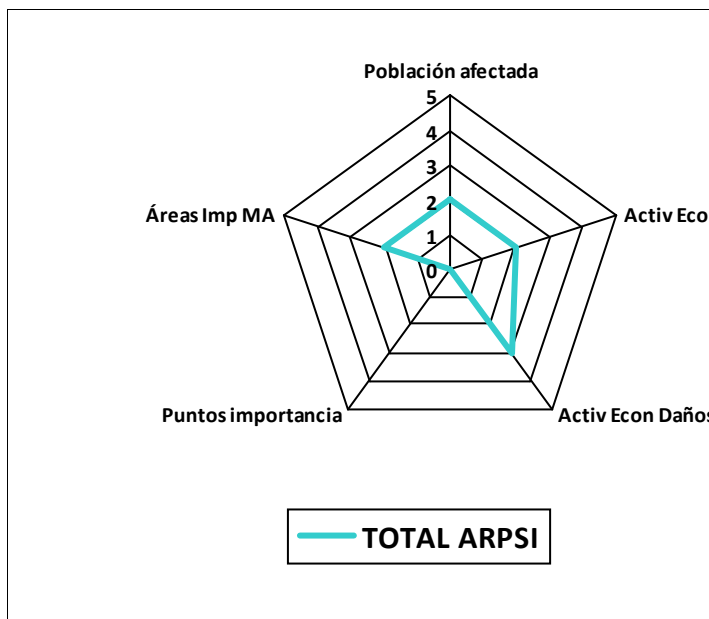 Población afectada
5
4
3
2
1
0
Áreas Imp MA
Activ Eco
Puntos importancia
Activ Econ Daños
TOTAL ARPSI